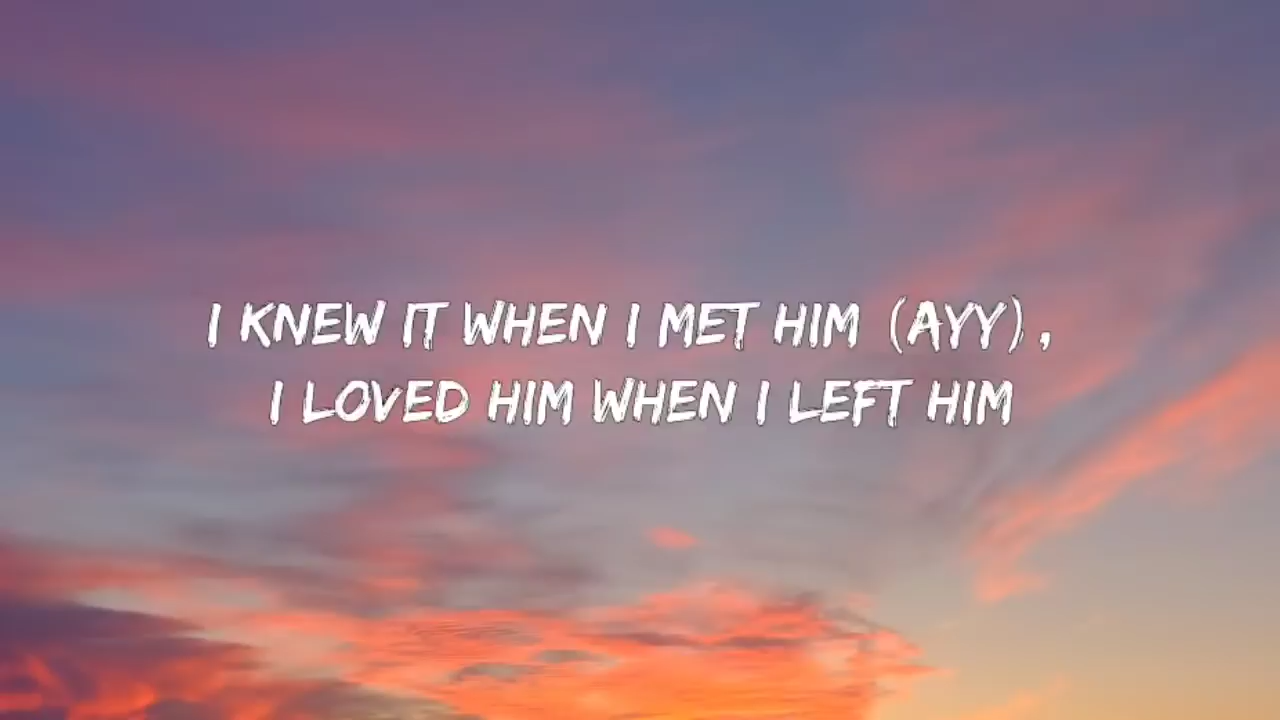 I KNEW IT WHEN I MET HIM (AYY) ,
I LOVED HIM WHEN I LEFT HIM